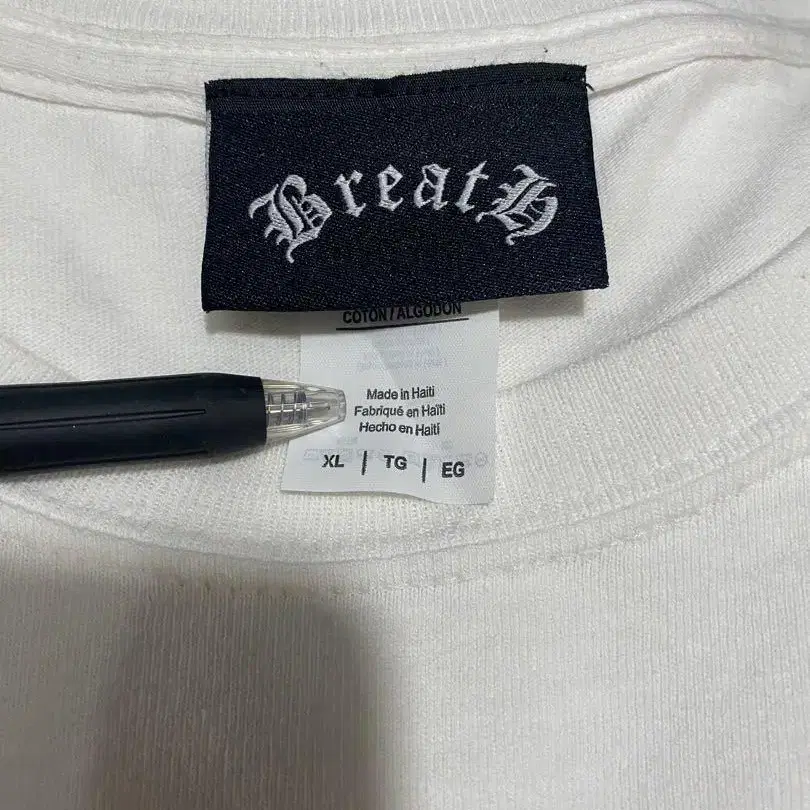 BreatH
COTON / ALGODON
Made in Haiti
Fabriqué en Haïti
Hecho en Haití
XL | TG | EG